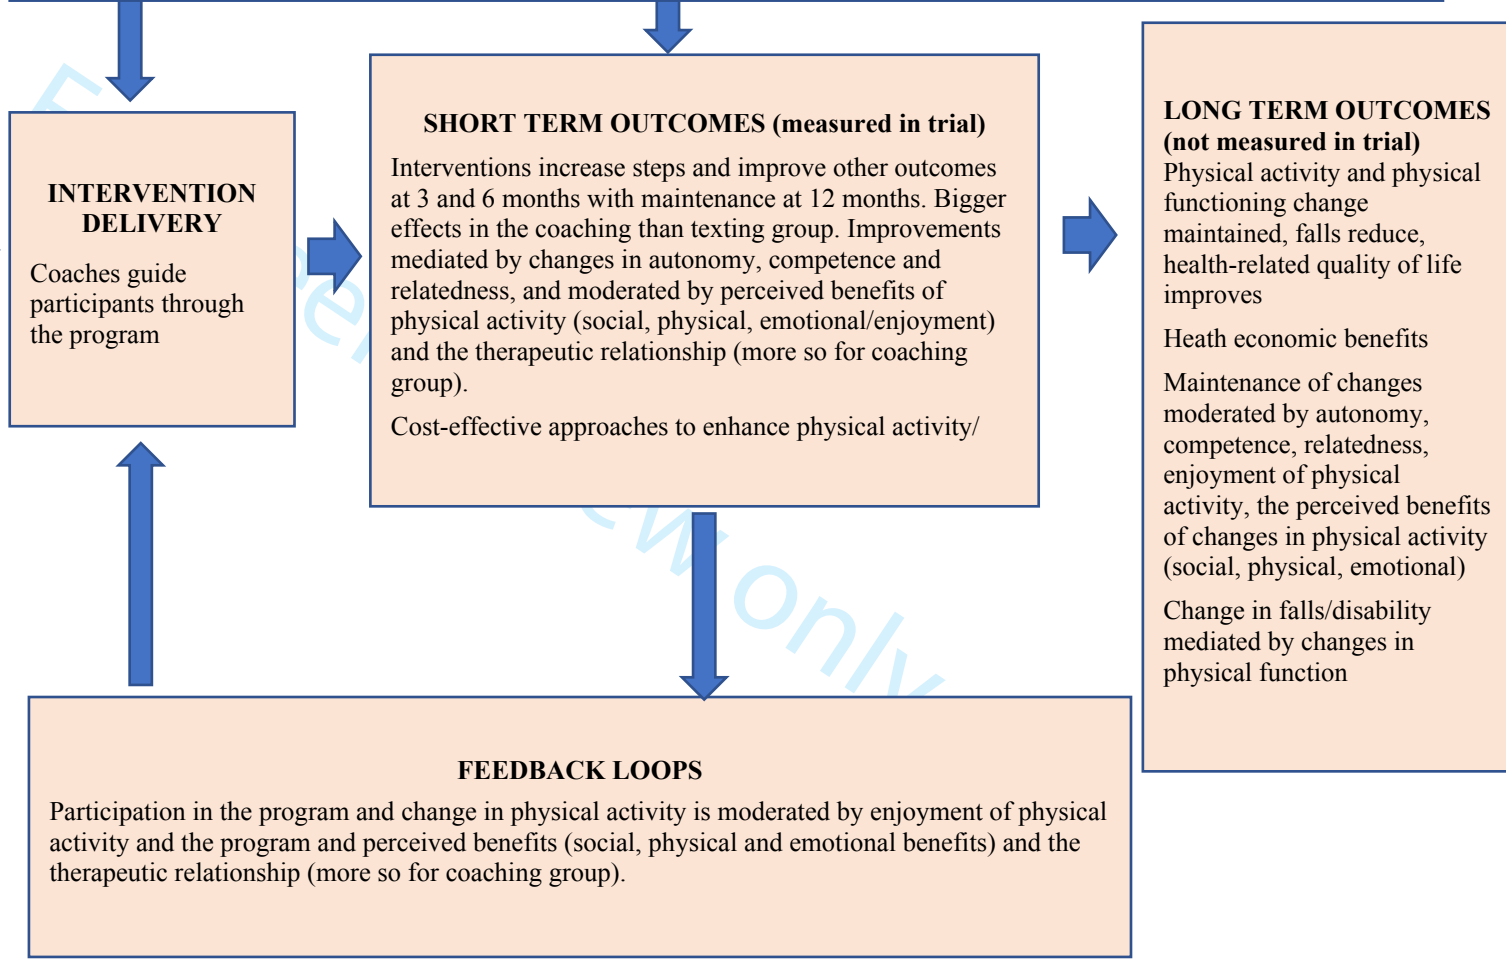 INTERVENTION
DELIVERY
Coaches guide
participants through
the program
SHORT TERM OUTCOMES (measured in trial)
Interventions increase steps and improve other outcomes
at 3 and 6 months with maintenance at 12 months. Bigger
effects in the coaching than texting group. Improvements
mediated by changes in autonomy, competence and
relatedness, and moderated by perceived benefits of
physical activity (social, physical, emotional/enjoyment)
and the therapeutic relationship (more so for coaching
group).
Cost-effective approaches to enhance physical activity/
LONG TERM OUTCOMES
(not measured in trial)
Physical activity and physical
functioning change
maintained, falls reduce,
health-related quality of life
improves
Heath economic benefits
Maintenance of changes
moderated by autonomy,
competence, relatedness,
enjoyment of physical
activity, the perceived benefits
of changes in physical activity
(social, physical, emotional)
Change in falls/disability
mediated by changes in
physical function
FEEDBACK LOOPS
Participation in the program and change in physical activity is moderated by enjoyment of physical
activity and the program and perceived benefits (social, physical and emotional benefits) and the
therapeutic relationship (more so for coaching group).
only